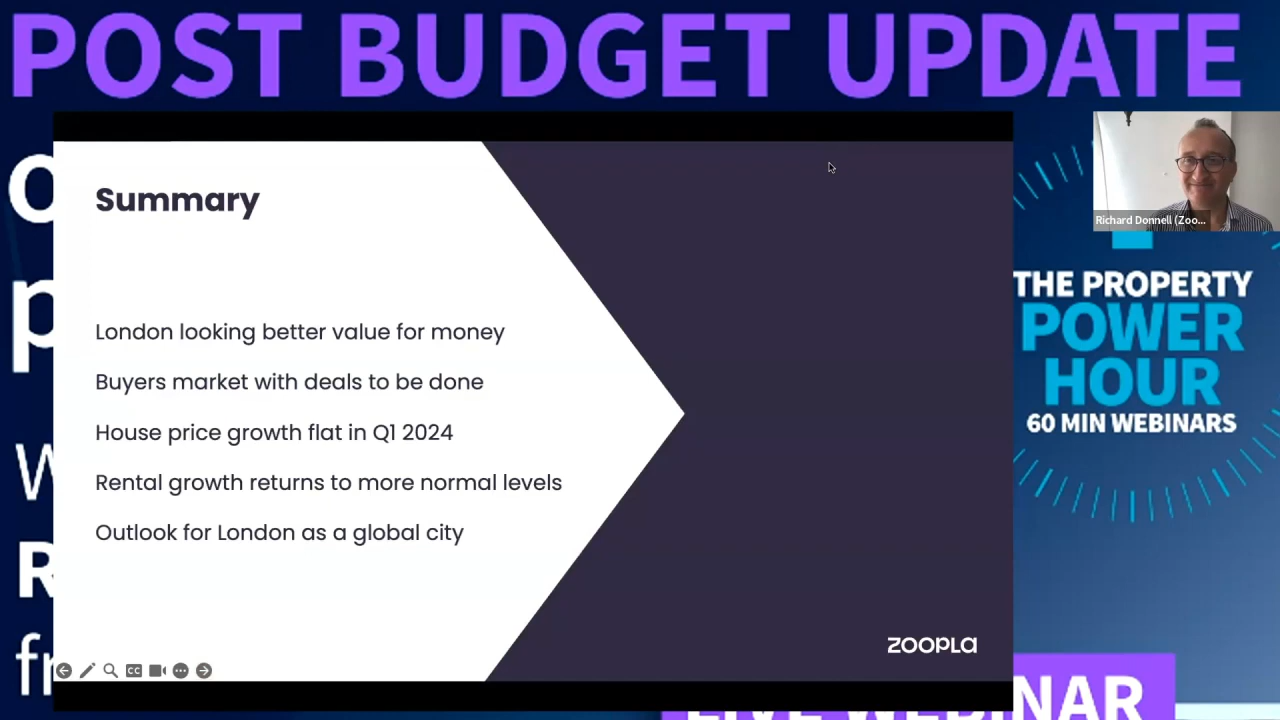 POST BUDGET UPDATE
Summary
London looking better value for money
Buyers market with deals to be done
House price growth flat in Q1 2024
Rental growth returns to more normal levels
Outlook for London as a global city
CC
ZOOPLA
Richard Donnell (Zoo...
THE PROPERTY
POWER
HOUR
60 MIN WEBINARS